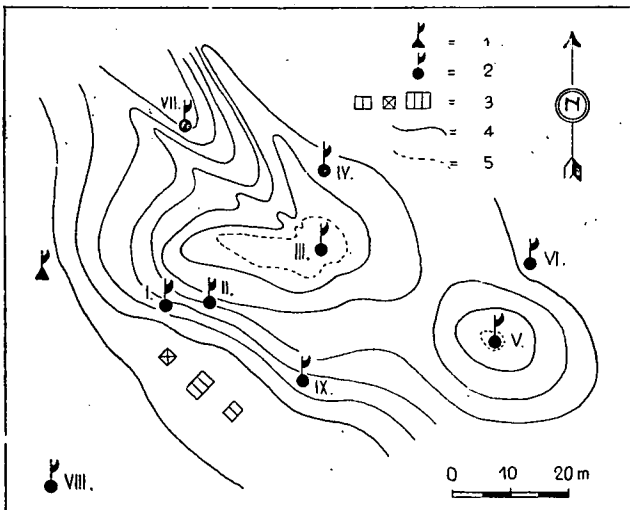 = 1
= 2
= 3
= 4
= 5
VII.
IV.
III.
VI.
I.
II.
V.
IX.
VIII.
0 10 20 m